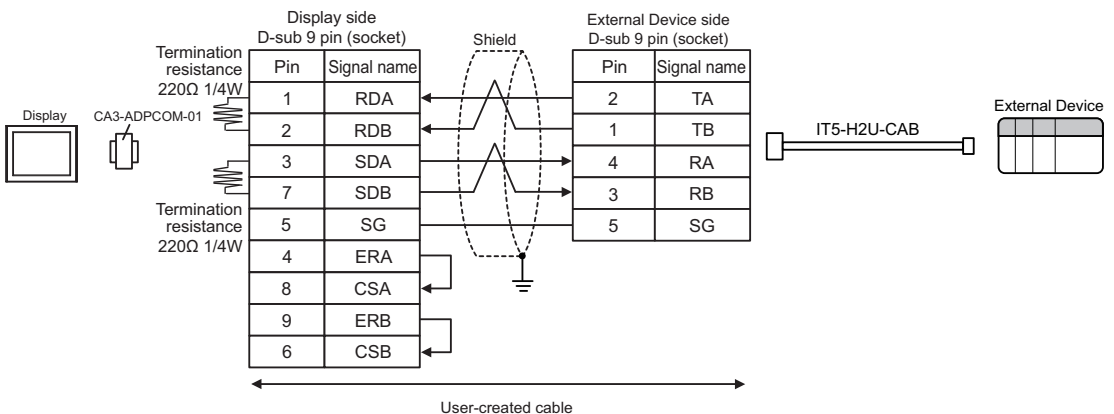 Display side
D-sub 9 pin (socket)
External Device side
D-sub 9 pin (socket)
Shield
Termination
resistance
220Ω 1/4W
Pin Signal name
1 RDA
2 RDB
3 SDA
7 SDB
5 SG
4 ERA
8 CSA
9 ERB
6 CSB
Pin Signal name
2 TA
1 TB
4 RA
3 RB
5 SG
Display
CA3-ADPCOM-01
IT5-H2U-CAB
External Device
Termination
resistance
220Ω 1/4W
User-created cable